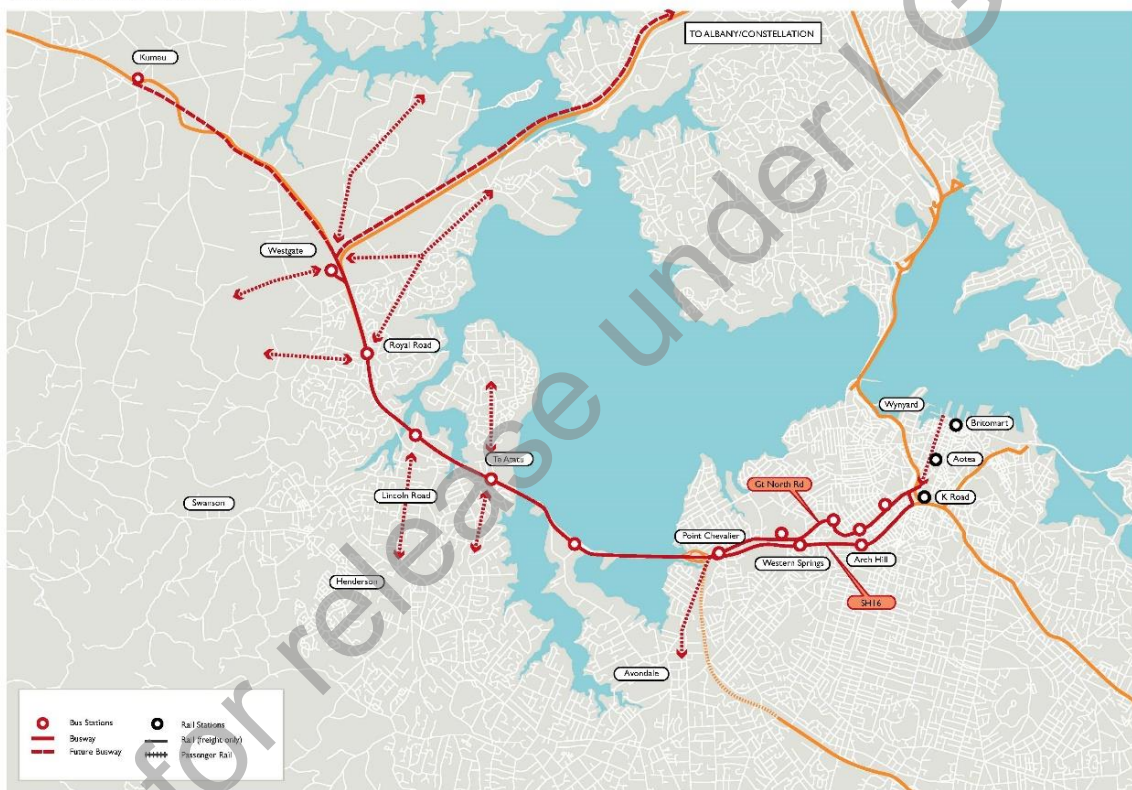 TO ALBANY/CONSTELLATION
Kumeu
Westgate
Royal Road
Te Atatu
Lincoln Road
Swanson
Henderson
Wynyard
Britomart
Aotea
K Road
Gt North Rd
Point Chevalier
Western Springs
Arch Hill
SH16
Avondale
Bus Stations
Busway
Future Busway
Rail Stations
Rail (freight only)
Passenger Rail
for release under LG